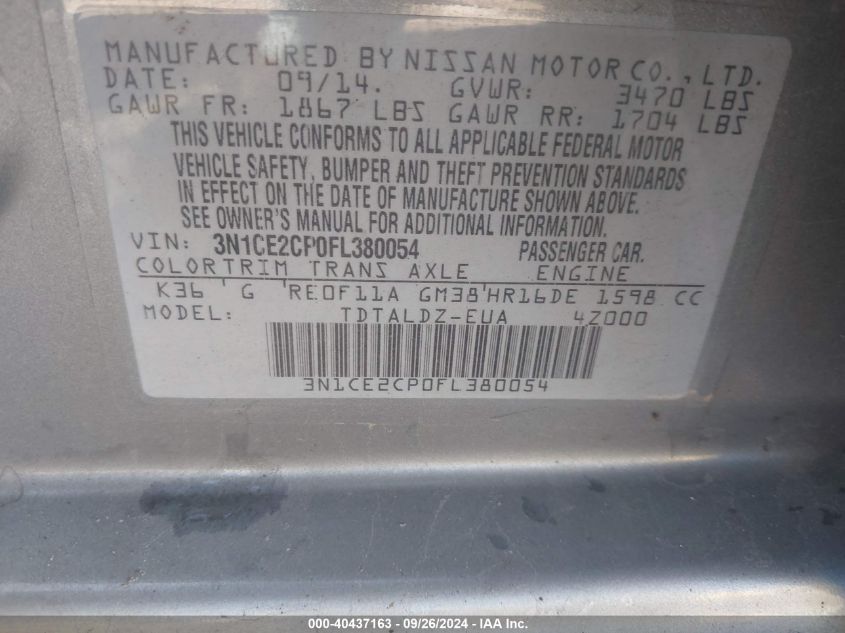 MANUFACTURED BY NISSAN MOTOR CO., LTD.
DATE: 09/14. GVWR: 3470 LBS
GAWR FR: 1867 LBS GAWR RR: 1704 LBS
THIS VEHICLE CONFORMS TO ALL APPLICABLE FEDERAL MOTOR
VEHICLE SAFETY, BUMPER AND THEFT PREVENTION STANDARDS
IN EFFECT ON THE DATE OF MANUFACTURE SHOWN ABOVE.
SEE OWNER'S MANUAL FOR ADDITIONAL INFORMATION.
VIN: 3N1CE2CP0FL380054 PASSENGER CAR.
COLOR TRIM TRANS AXLE ENGINE
K36 G RE0F11A GM38 HR16DE 1598 CC
MODEL: TDTALDZ-EUA 4Z000
3N1CE2CP0FL380054
000-40437163 - 09/26/2024 - IAA, Inc.